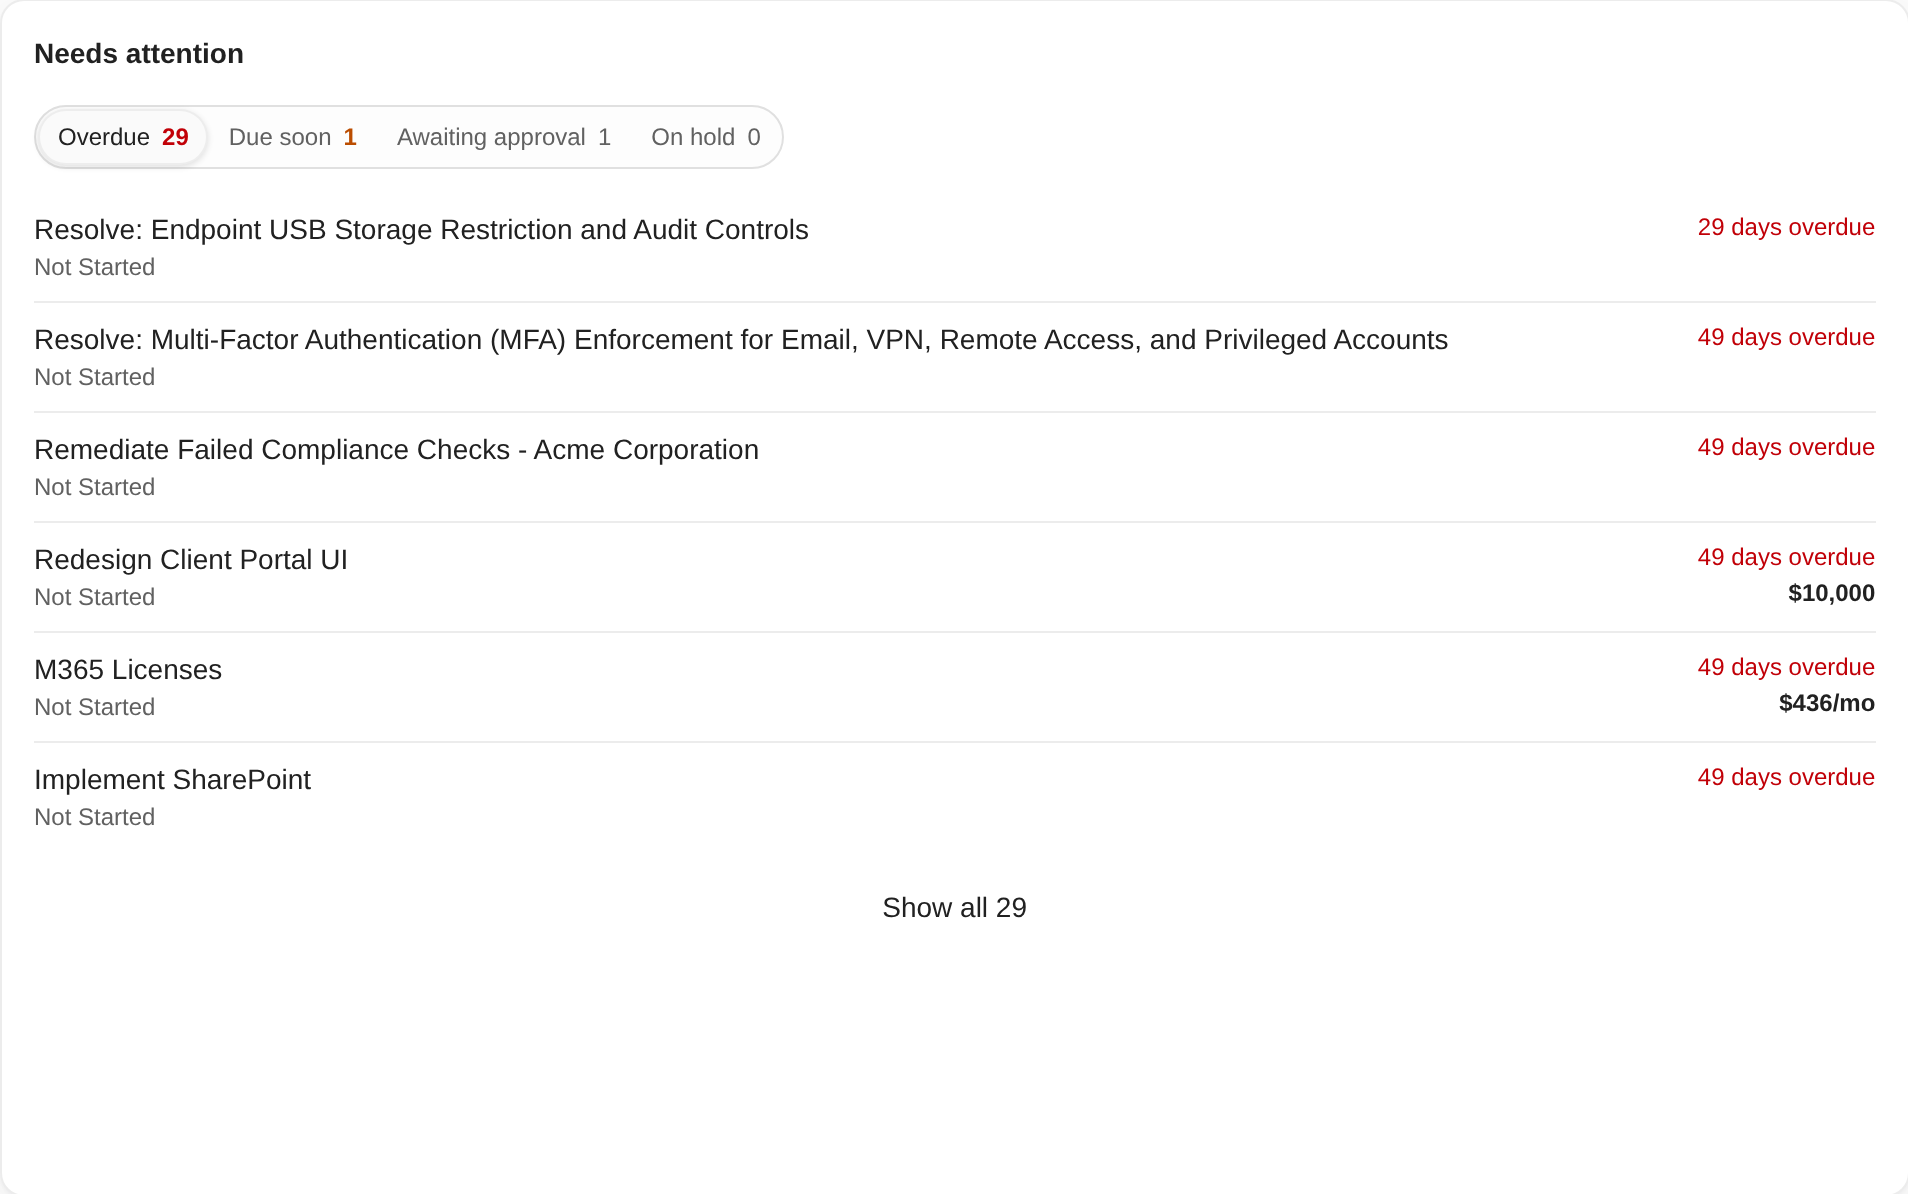 Needs attention
Overdue 29 Due soon 1 Awaiting approval 1 On hold 0
Resolve: Endpoint USB Storage Restriction and Audit Controls 29 days overdue
Not Started
Resolve: Multi-Factor Authentication (MFA) Enforcement for Email, VPN, Remote Access, and Privileged Accounts 49 days overdue
Not Started
Remediate Failed Compliance Checks - Acme Corporation 49 days overdue
Not Started
Redesign Client Portal UI 49 days overdue
Not Started $10,000
M365 Licenses 49 days overdue
Not Started $436/mo
Implement SharePoint 49 days overdue
Not Started
Show all 29